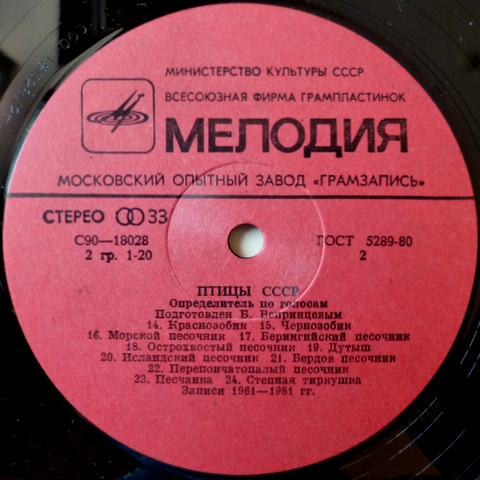 МИНИСТЕРСТВО КУЛЬТУРЫ СССР
ВСЕСОЮЗНАЯ ФИРМА ГРАМПЛАСТИНОК
МЕЛОДИЯ
МОСКОВСКИЙ ОПЫТНЫЙ ЗАВОД «ГРАМЗАПИСЬ»
СТЕРЕО 33
С90—18028 ГОСТ 5289-80
2 гр. 1-20 2
ПТИЦЫ СССР
Определитель по голосам
Подготовлен Б. Вепринцевым
14. Краснозобик 15. Чернозобик
16. Морской песочник 17. Берингийский песочник
18. Острохвостый песочник 19. Дутыш
20. Исландский песочник 21. Бердов песочник
22. Перепончатопалый песочник
23. Песчанка 24. Степная тиркушка
Записи 1961—1981 гг.